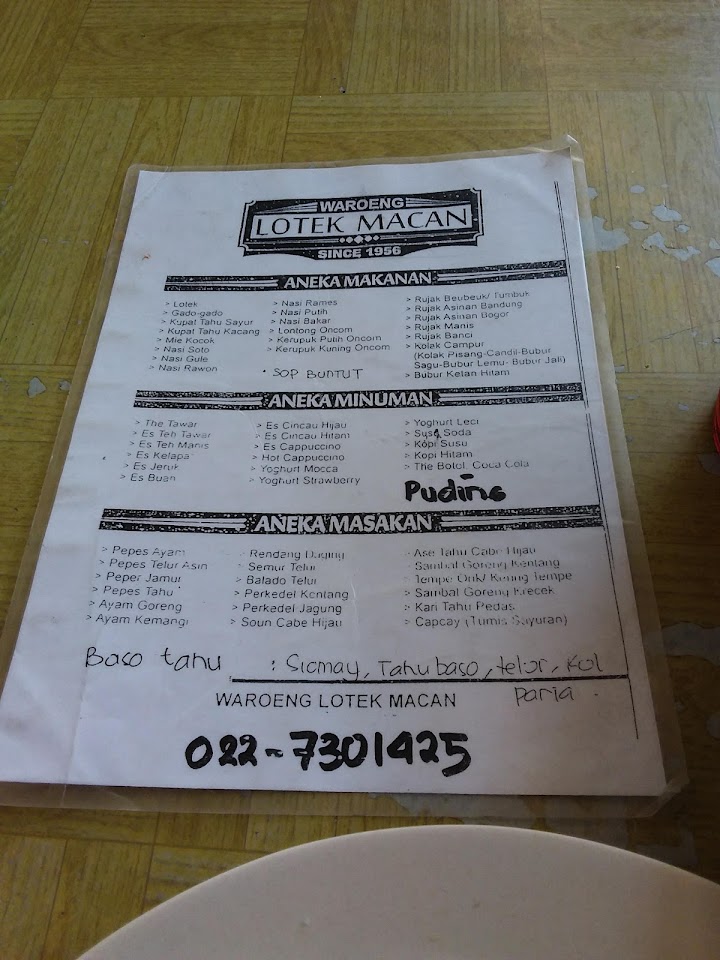 WAROENG
LOTEK MACAN
SINCE 1956
ANEKA MAKANAN
> Lotek
> Gado-gado
> Kupat Tahu Sayur
> Kupat Tahu Kacang
> Mie Kocok
> Nasi Soto
> Nasi Gule
> Nasi Rawon
> Nasi Rames
> Nasi Putih
> Nasi Bakar
> Lontong Oncom
> Kerupuk Putih Oncom
> Kerupuk Kuning Oncom
• SOP BUNTUT
> Rujak Beubeuk/ Tumbuk
> Rujak Asinan Bandung
> Rujak Asinan Bogor
> Rujak Manis
> Rujak Banci
> Kolak Campur
(Kolak Pisang-Candil-Bubur
Sagu-Bubur Lemu- Bubur Jali)
> Bubur Ketan Hitam
ANEKA MINUMAN
> The Tawar
> Es Teh Tawar
> Es Teh Manis
> Es Kelapa
> Es Jeruk
> Es Buah
> Es Cincau Hijau
> Es Cincau Hitam
> Es Cappuccino
> Hot Cappuccino
> Yoghurt Mocca
> Yoghurt Strawberry
> Yoghurt Leci
> Susu Soda
> Kopi Susu
> Kopi Hitam
> The Botol, Coca Cola
Puding
ANEKA MASAKAN
> Pepes Ayam
> Pepes Telur Asin
> Peper Jamur
> Pepes Tahu
> Ayam Goreng
> Ayam Kemangi
> Rendang Daging
> Semur Telur
> Balado Telur
> Perkedel Kentang
> Perkedel Jagung
> Soun Cabe Hijau
> Ase Tahu Cabe Hijau
> Sambal Goreng Kentang
> Tempe Orik/ Kering Tempe
> Sambal Goreng Krecek
> Kari Tahu Pedas
> Capcay (Tumis Sayuran)
Baso tahu : Siomay, Tahu baso, telur, Kol
paria
WAROENG LOTEK MACAN
022-7301425